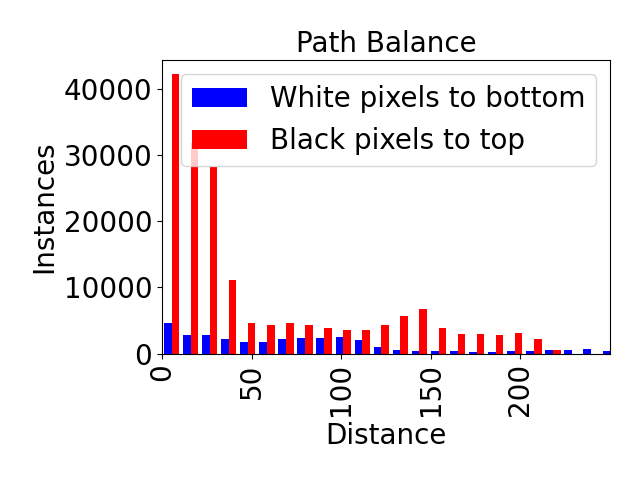 Path Balance
White pixels to bottom
Black pixels to top
Instances
40000
30000
20000
10000
0
0
50
100
150
200
Distance